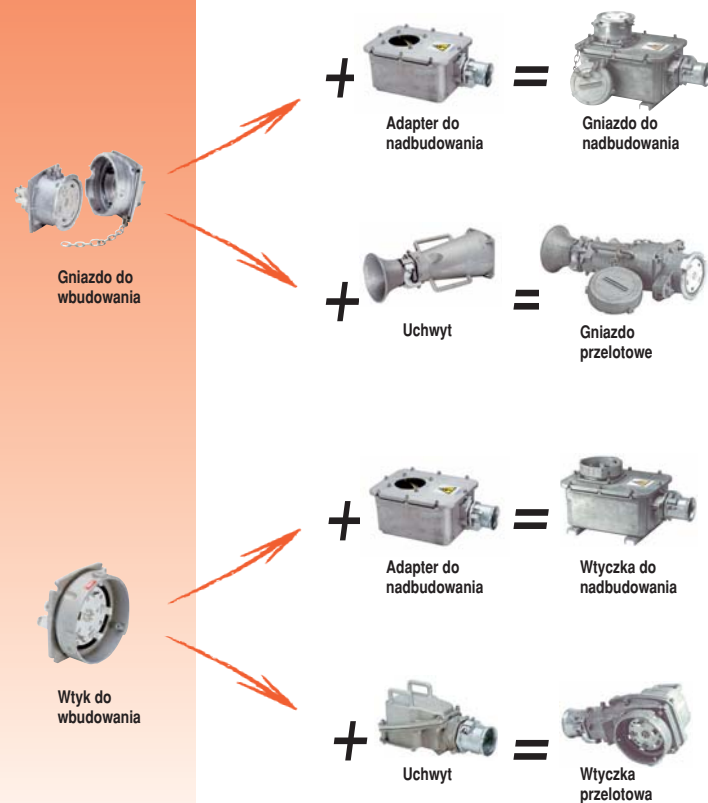 +
=
Adapter do
nadbudowania
Gniazdo do
nadbudowania
Gniazdo do
wbudowania
+
=
Uchwyt
Gniazdo
przelotowe
+
=
Adapter do
nadbudowania
Wtyczka do
nadbudowania
Wtyk do
wbudowania
+
=
Uchwyt
Wtyczka
przelotowa